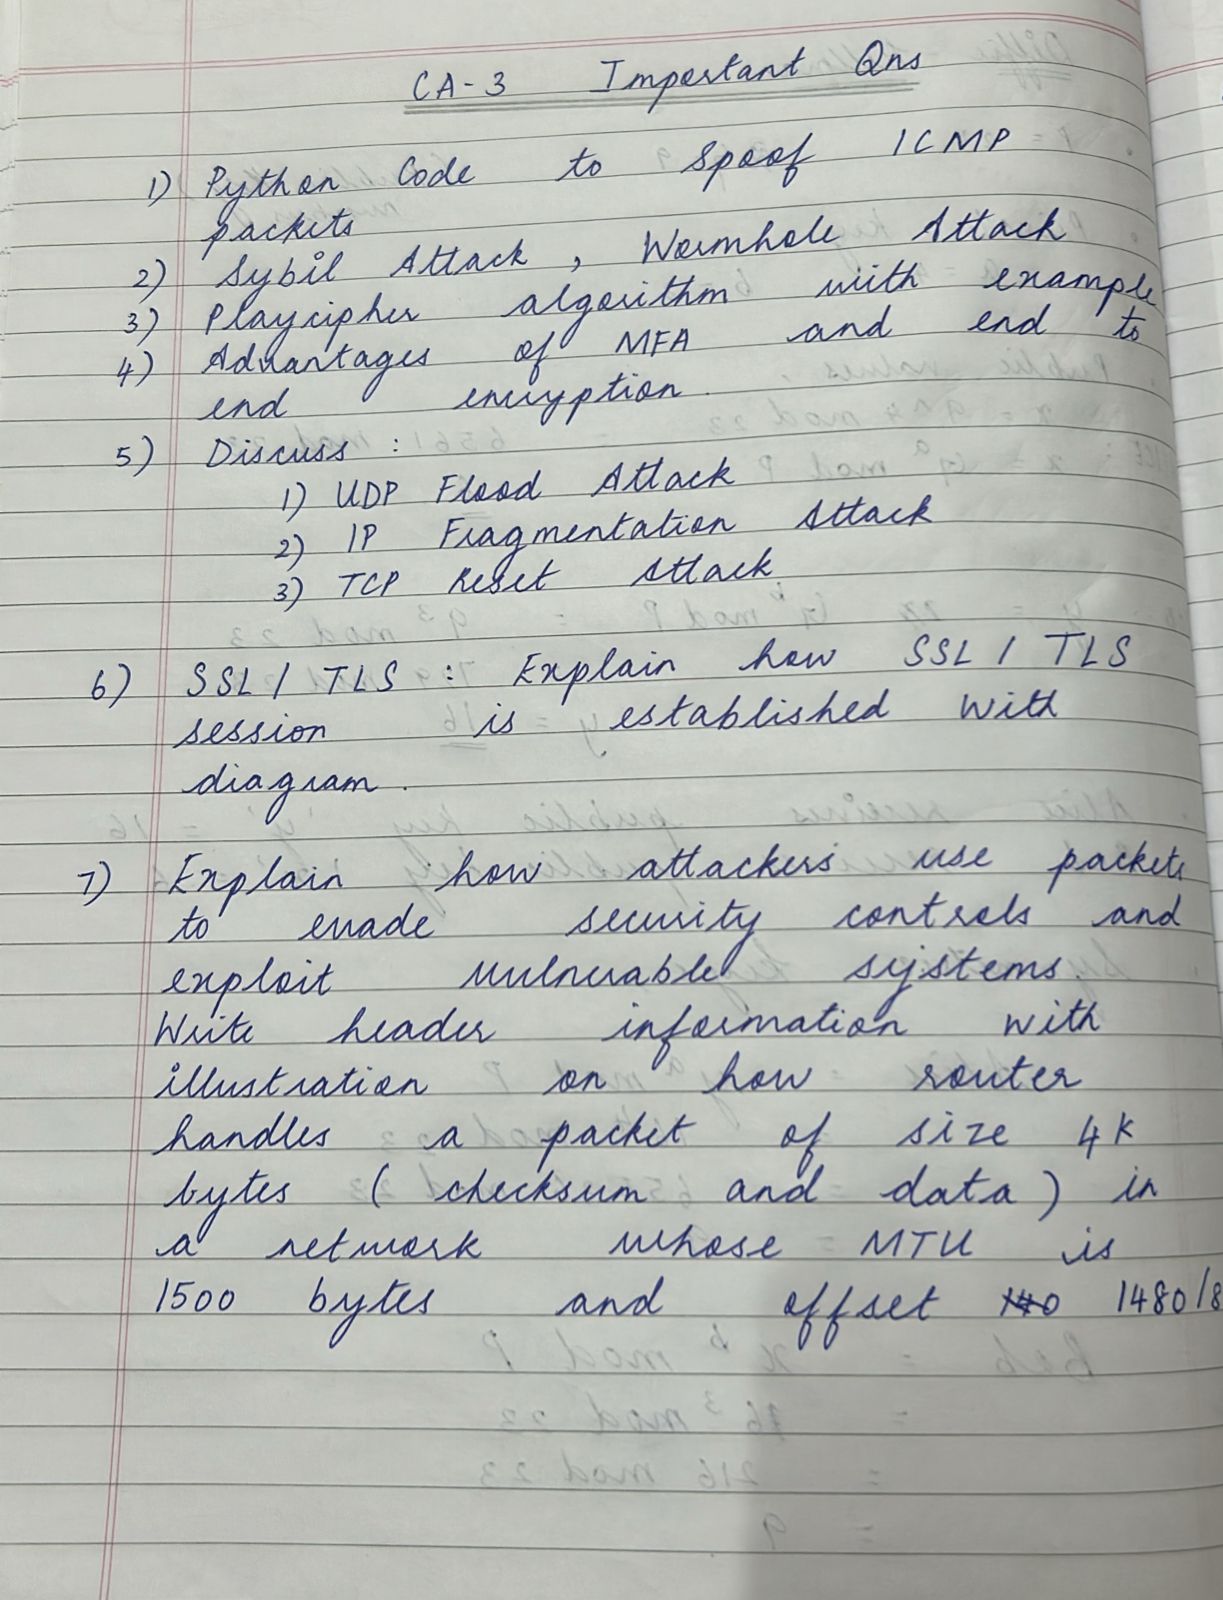 CA-3 Important Qns
1) Python Code to Spoof ICMP
packets
2) Sybil Attack, Wormhole Attack
3) Playcipher algorithm with example
4) Advantages of MFA and end to
end encryption.
5) Discuss :
1) UDP Flood Attack
2) IP Fragmentation Attack
3) TCP Reset Attack
6) SSL / TLS : Explain how SSL / TLS
session is established with
diagram.
7) Explain how attackers use packets
to evade security controls and
exploit vulnerable systems.
Write header information with
illustration on how router
handles a packet of size 4K
bytes ( checksum and data ) in
a network whose MTU is
1500 bytes and offset 1480/8